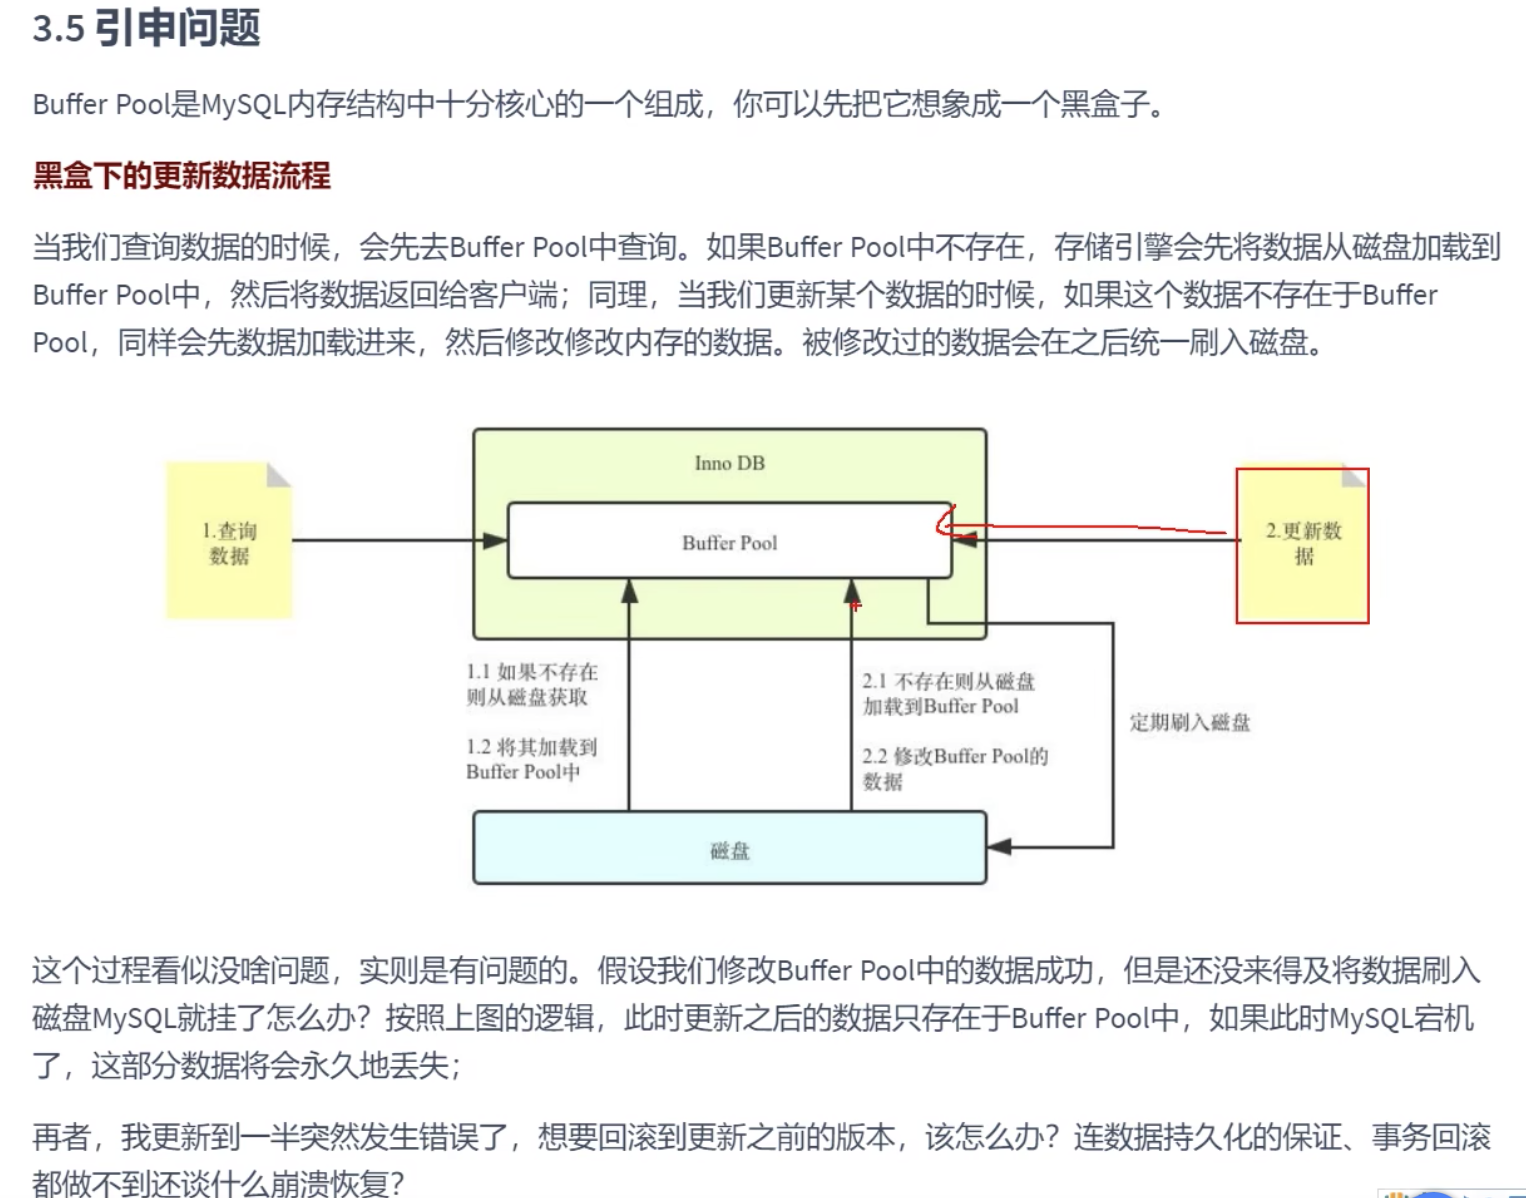 3.5 引申问题
Buffer Pool是MySQL内存结构中十分核心的一个组成，你可以先把它想象成一个黑盒子。
黑盒下的更新数据流程
当我们查询数据的时候，会先去Buffer Pool中查询。如果Buffer Pool中不存在，存储引擎会先将数据从磁盘加载到
Buffer Pool中，然后将数据返回给客户端；同理，当我们更新某个数据的时候，如果这个数据不存在于Buffer
Pool，同样会先数据加载进来，然后修改修改内存的数据。被修改过的数据会在之后统一刷入磁盘。
Inno DB
1.查询
数据
Buffer Pool
2.更新数
据
1.1 如果不存在
则从磁盘获取
1.2 将其加载到
Buffer Pool中
2.1 不存在则从磁盘
加载到Buffer Pool
2.2 修改Buffer Pool的
数据
定期刷入磁盘
磁盘
这个过程看似没啥问题，实则是有问题的。假设我们修改Buffer Pool中的数据成功，但是还没来得及将数据刷入
磁盘MySQL就挂了怎么办？按照上图的逻辑，此时更新之后的数据只存在于Buffer Pool中，如果此时MySQL宕机
了，这部分数据将会永久地丢失；
再者，我更新到一半突然发生错误了，想要回滚到更新之前的版本，该怎么办？连数据持久化的保证、事务回滚
都做不到还谈什么崩溃恢复？